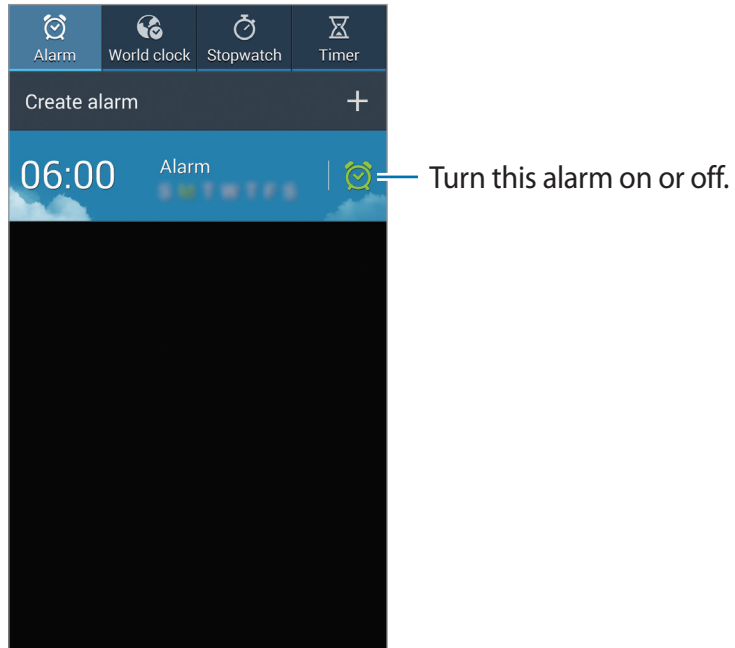 Alarm World clock Stopwatch Timer
Create alarm
06:00 Alarm
Turn this alarm on or off.